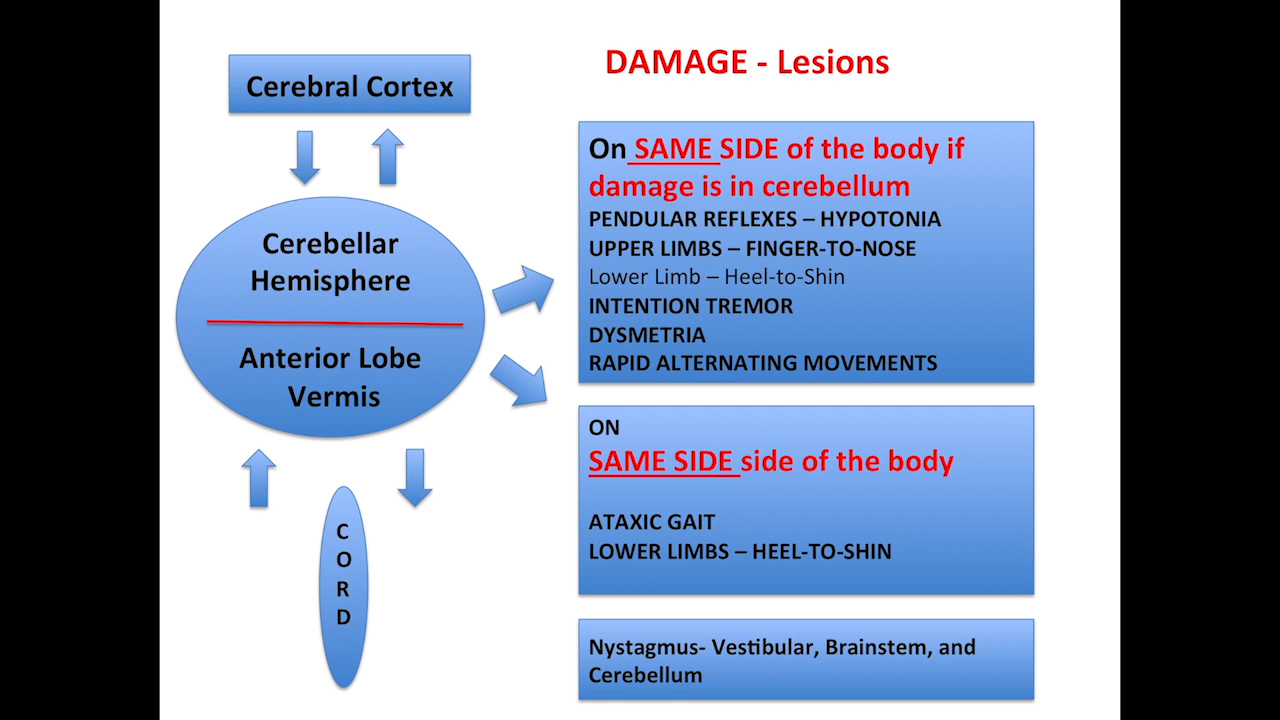 DAMAGE - Lesions
Cerebral Cortex
Cerebellar
Hemisphere
Anterior Lobe
Vermis
C
O
R
D
On SAME SIDE of the body if
damage is in cerebellum
PENDULAR REFLEXES – HYPOTONIA
UPPER LIMBS – FINGER-TO-NOSE
Lower Limb – Heel-to-Shin
INTENTION TREMOR
DYSMETRIA
RAPID ALTERNATING MOVEMENTS
ON
SAME SIDE side of the body
ATAXIC GAIT
LOWER LIMBS – HEEL-TO-SHIN
Nystagmus- Vestibular, Brainstem, and
Cerebellum